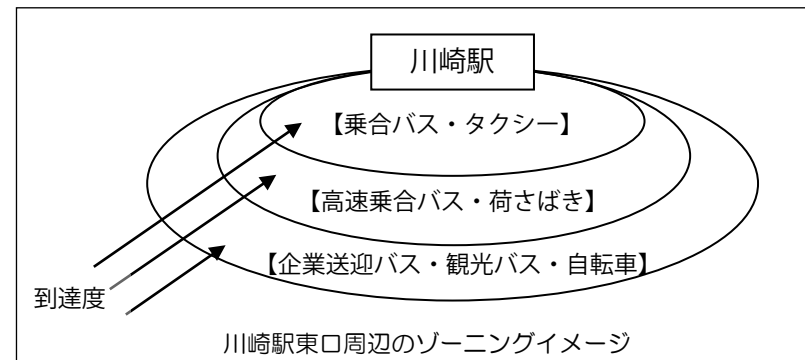 川崎駅
【乗合バス・タクシー】
【高速乗合バス・荷さばき】
【企業送迎バス・観光バス・自転車】
到達度
川崎駅東口周辺のゾーニングイメージ